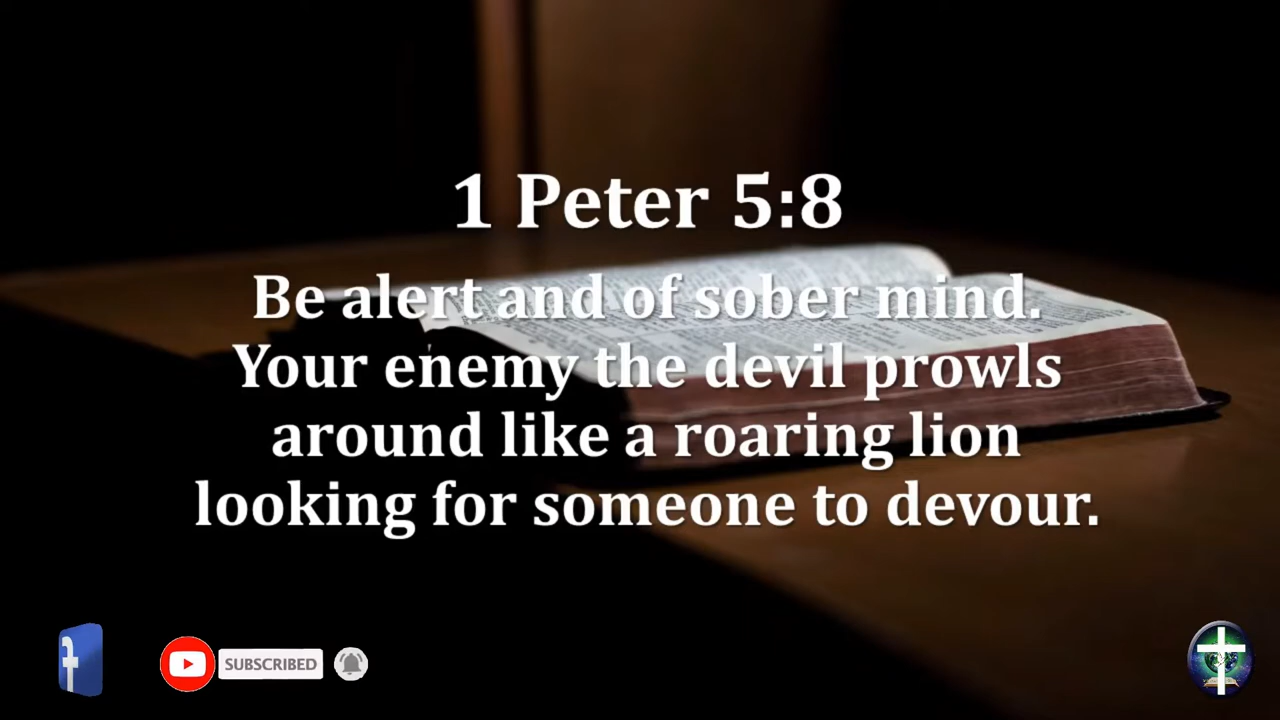 1 Peter 5:8
Be alert and of sober mind.
Your enemy the devil prowls
around like a roaring lion
looking for someone to devour.
f
SUBSCRIBED